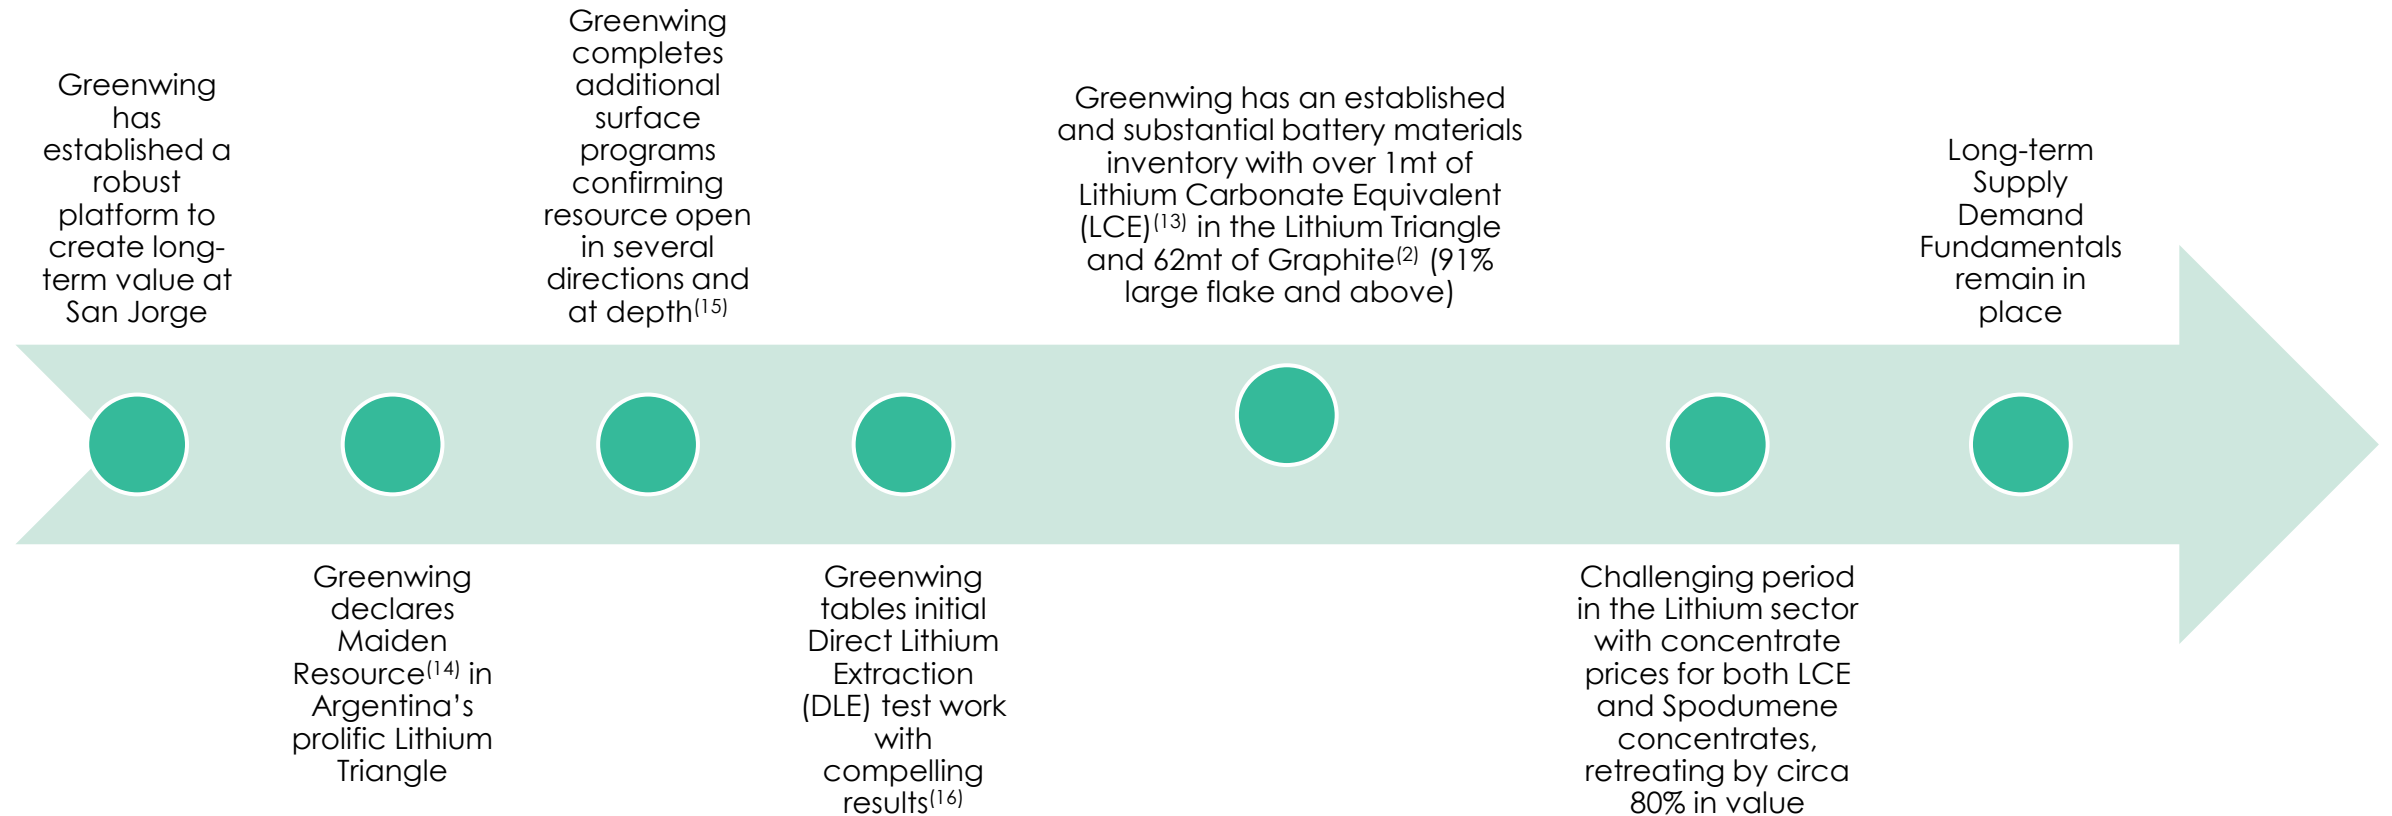 Greenwing
has
established a
robust
platform to
create long-
term value at
San Jorge
Greenwing
declares
Maiden
Resource(14) in
Argentina’s
prolific Lithium
Triangle
Greenwing
completes
additional
surface
programs
confirming
resource open
in several
directions and
at depth(15)
Greenwing
tables initial
Direct Lithium
Extraction
(DLE) test work
with
compelling
results(16)
Greenwing has an established
and substantial battery materials
inventory with over 1mt of
Lithium Carbonate Equivalent
(LCE)(13) in the Lithium Triangle
and 62mt of Graphite(2) (91%
large flake and above)
Challenging period
in the Lithium sector
with concentrate
prices for both LCE
and Spodumene
concentrates,
retreating by circa
80% in value
Long-term
Supply
Demand
Fundamentals
remain in
place